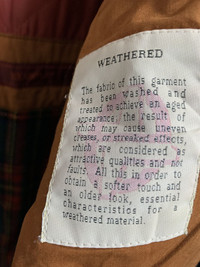 WEATHERED
The fabric of this garment
has been washed and
treated to achieve an aged
appearance, the result of
which may cause uneven
creases, or streaked effects,
which are considered as
attractive qualities and not
faults. All this in order to
obtain a softer touch and
an older look, essential
characteristics for a
weathered material.